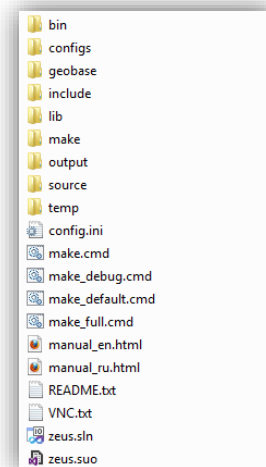 bin
configs
geobase
include
lib
make
output
source
temp
config.ini
make.cmd
make_debug.cmd
make_default.cmd
make_full.cmd
manual_en.html
manual_ru.html
README.txt
VNC.txt
zeus.sln
zeus.suo